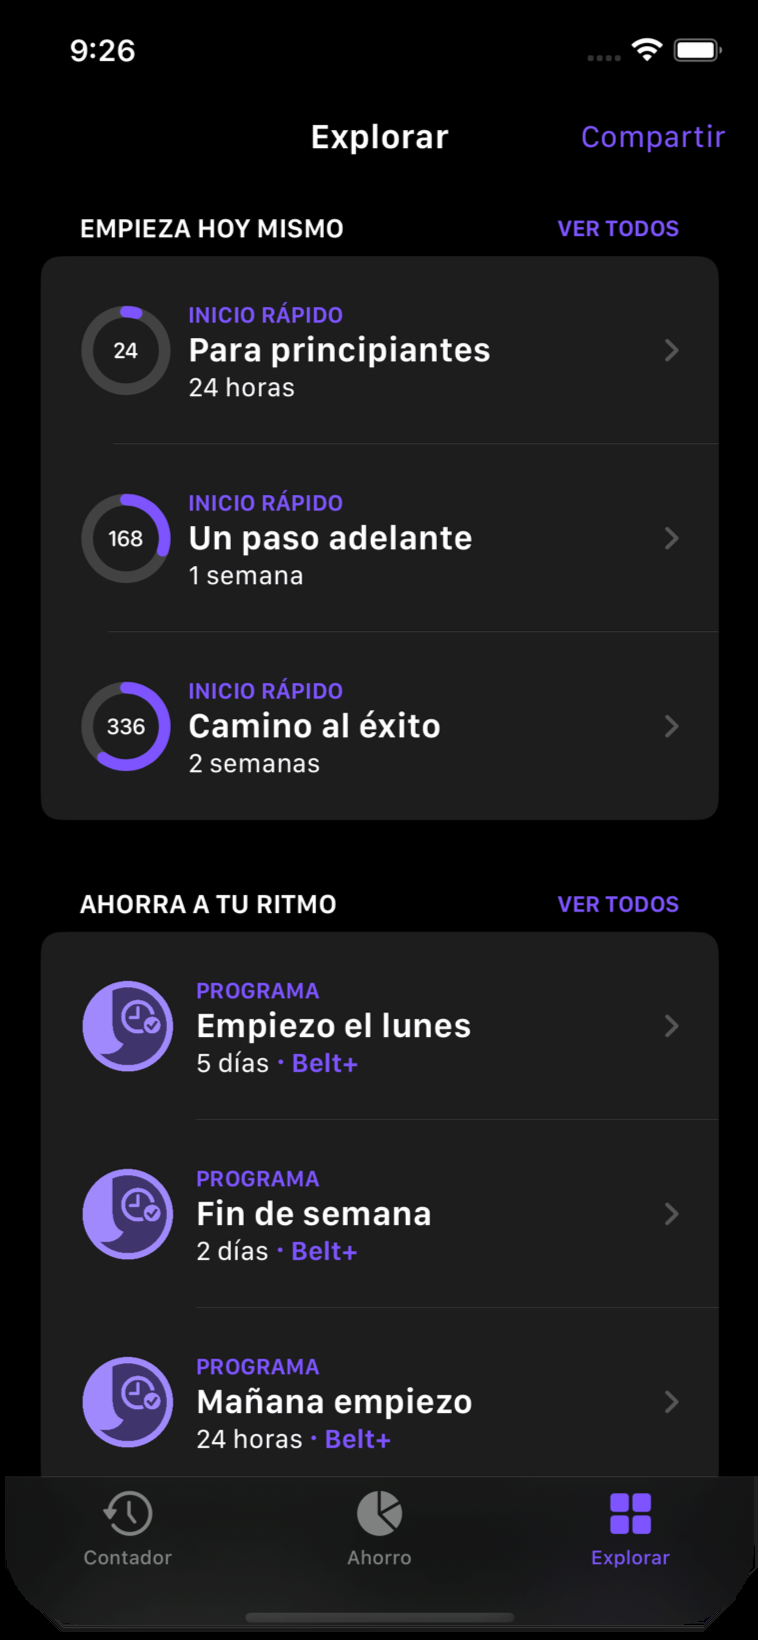 9:26
Explorar
Compartir
EMPIEZA HOY MISMO
VER TODOS
INICIO RÁPIDO
24
Para principiantes
24 horas
INICIO RÁPIDO
168
Un paso adelante
1 semana
INICIO RÁPIDO
336
Camino al éxito
2 semanas
AHORRA A TU RITMO
VER TODOS
PROGRAMA
Empiezo el lunes
5 días · Belt+
PROGRAMA
Fin de semana
2 días · Belt+
PROGRAMA
Mañana empiezo
24 horas · Belt+
Contador
Ahorro
Explorar